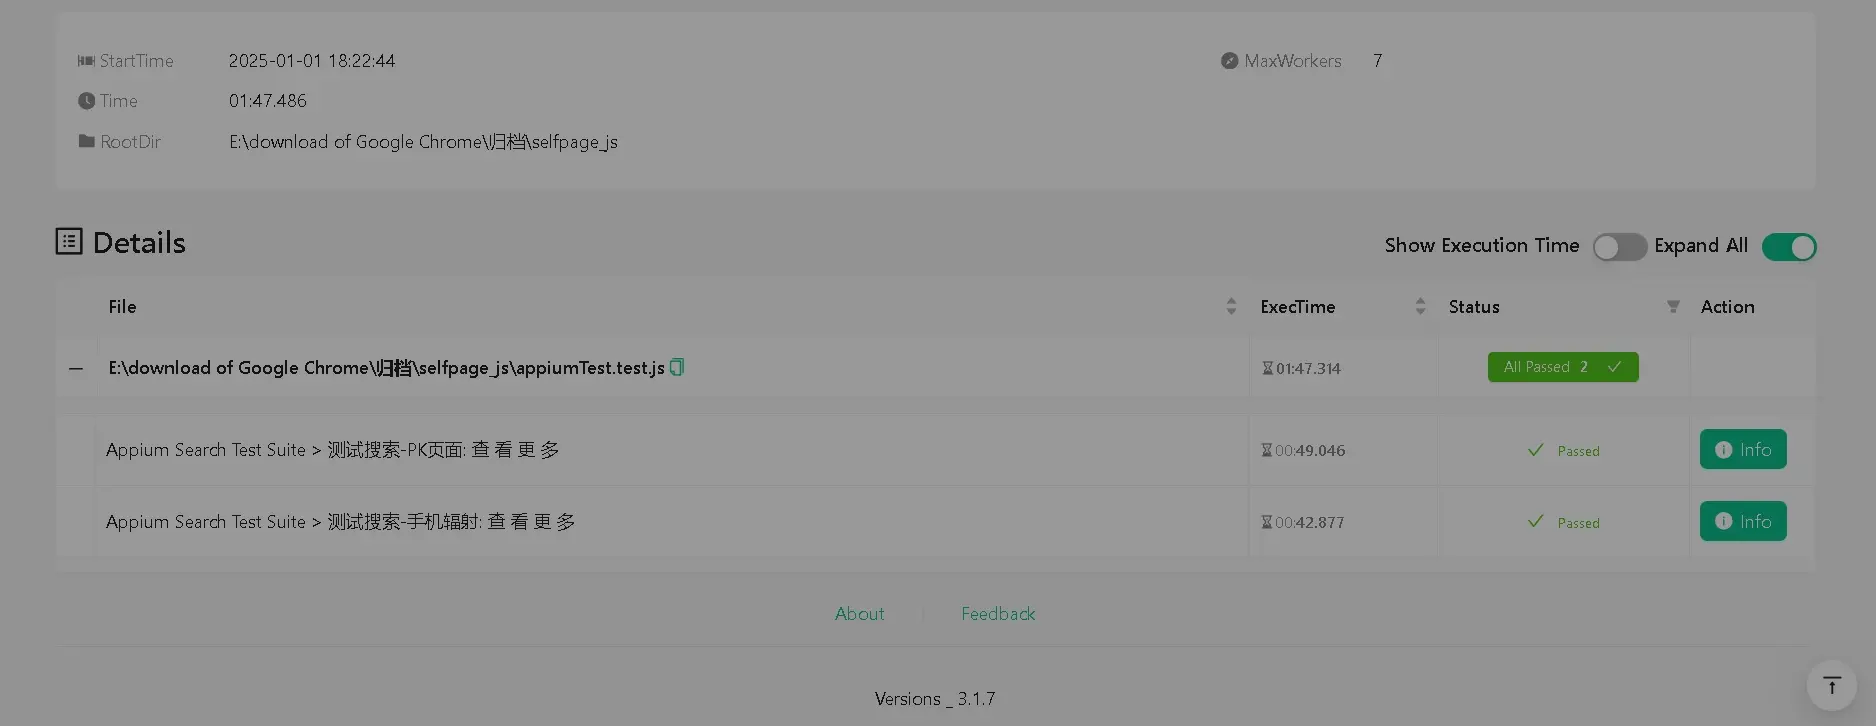 StartTime 2025-01-01 18:22:44 MaxWorkers 7
Time 01:47.486
RootDir E:\download of Google Chrome\归档\selfpage_js
Details Show Execution Time Expand All
File ExecTime Status Action
E:\download of Google Chrome\归档\selfpage_js\appiumTest.test.js 01:47.314 All Passed 2
Appium Search Test Suite > 测试搜索-PK页面: 查 看 更 多 00:49.046 Passed Info
Appium Search Test Suite > 测试搜索-手机辐射: 查 看 更 多 00:42.877 Passed Info
About Feedback
Versions _ 3.1.7